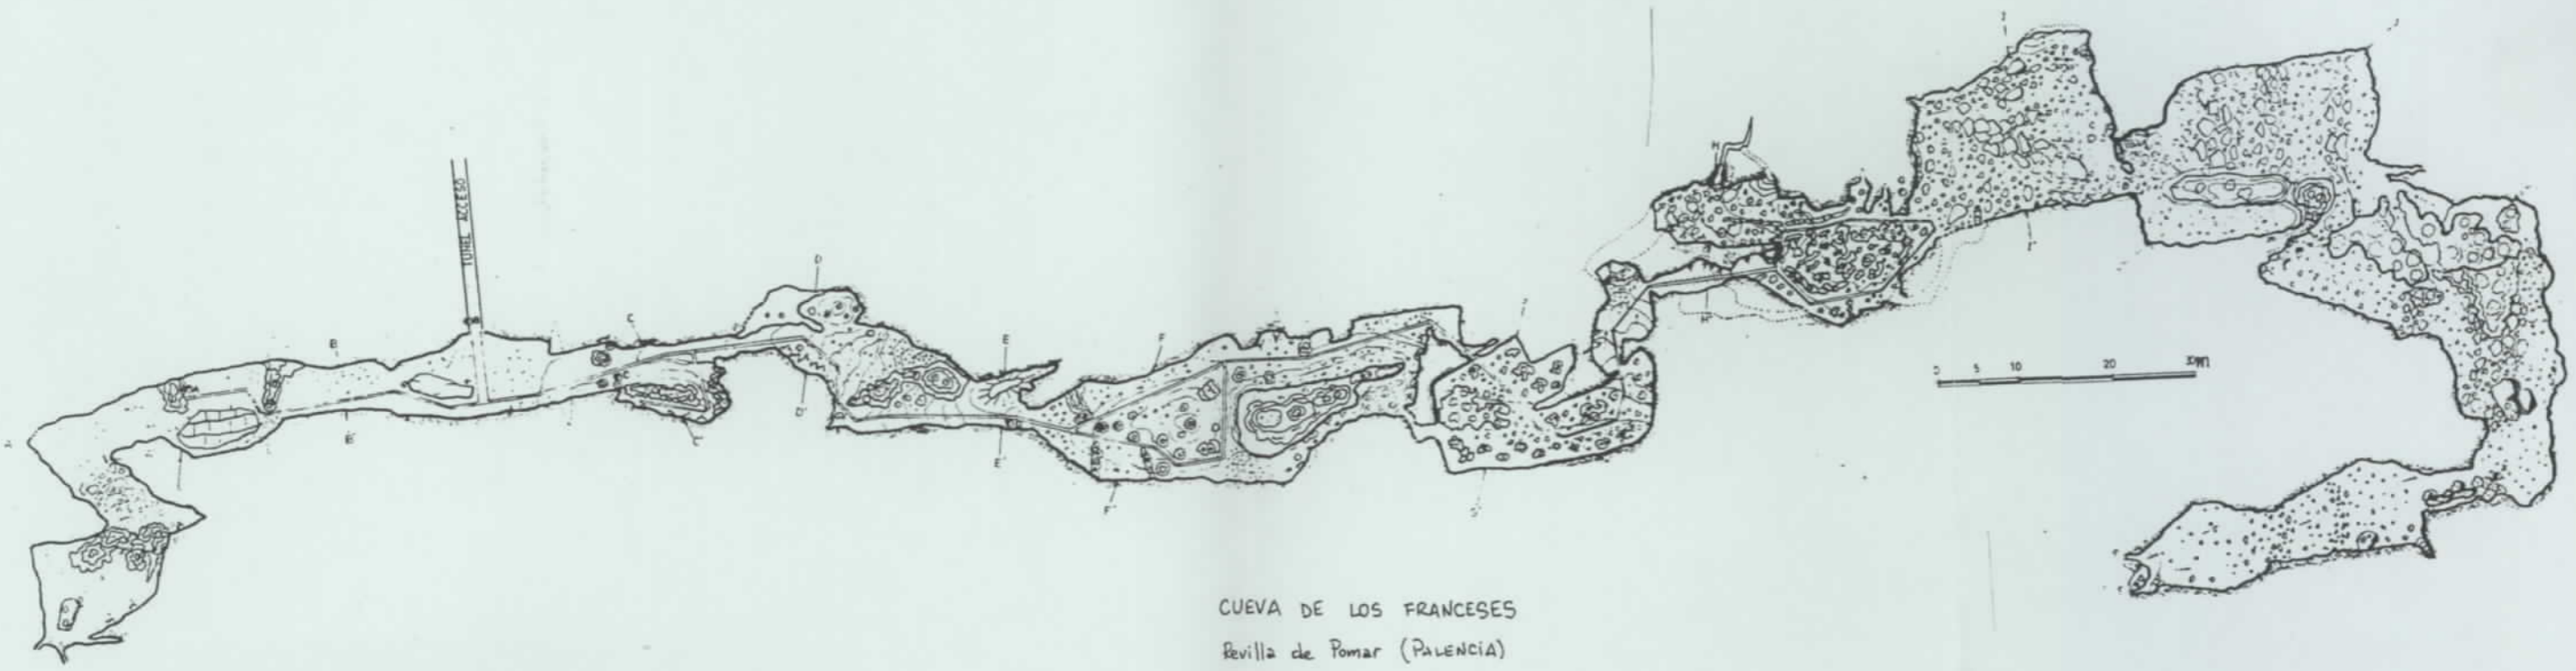 TUNEL ACCESO
D
C
B
E
F
H
C'
D'
B'
E'
F'
H'
0 5 10 20 30m
CUEVA DE LOS FRANCESES
Revilla de Pomar (PALENCIA)